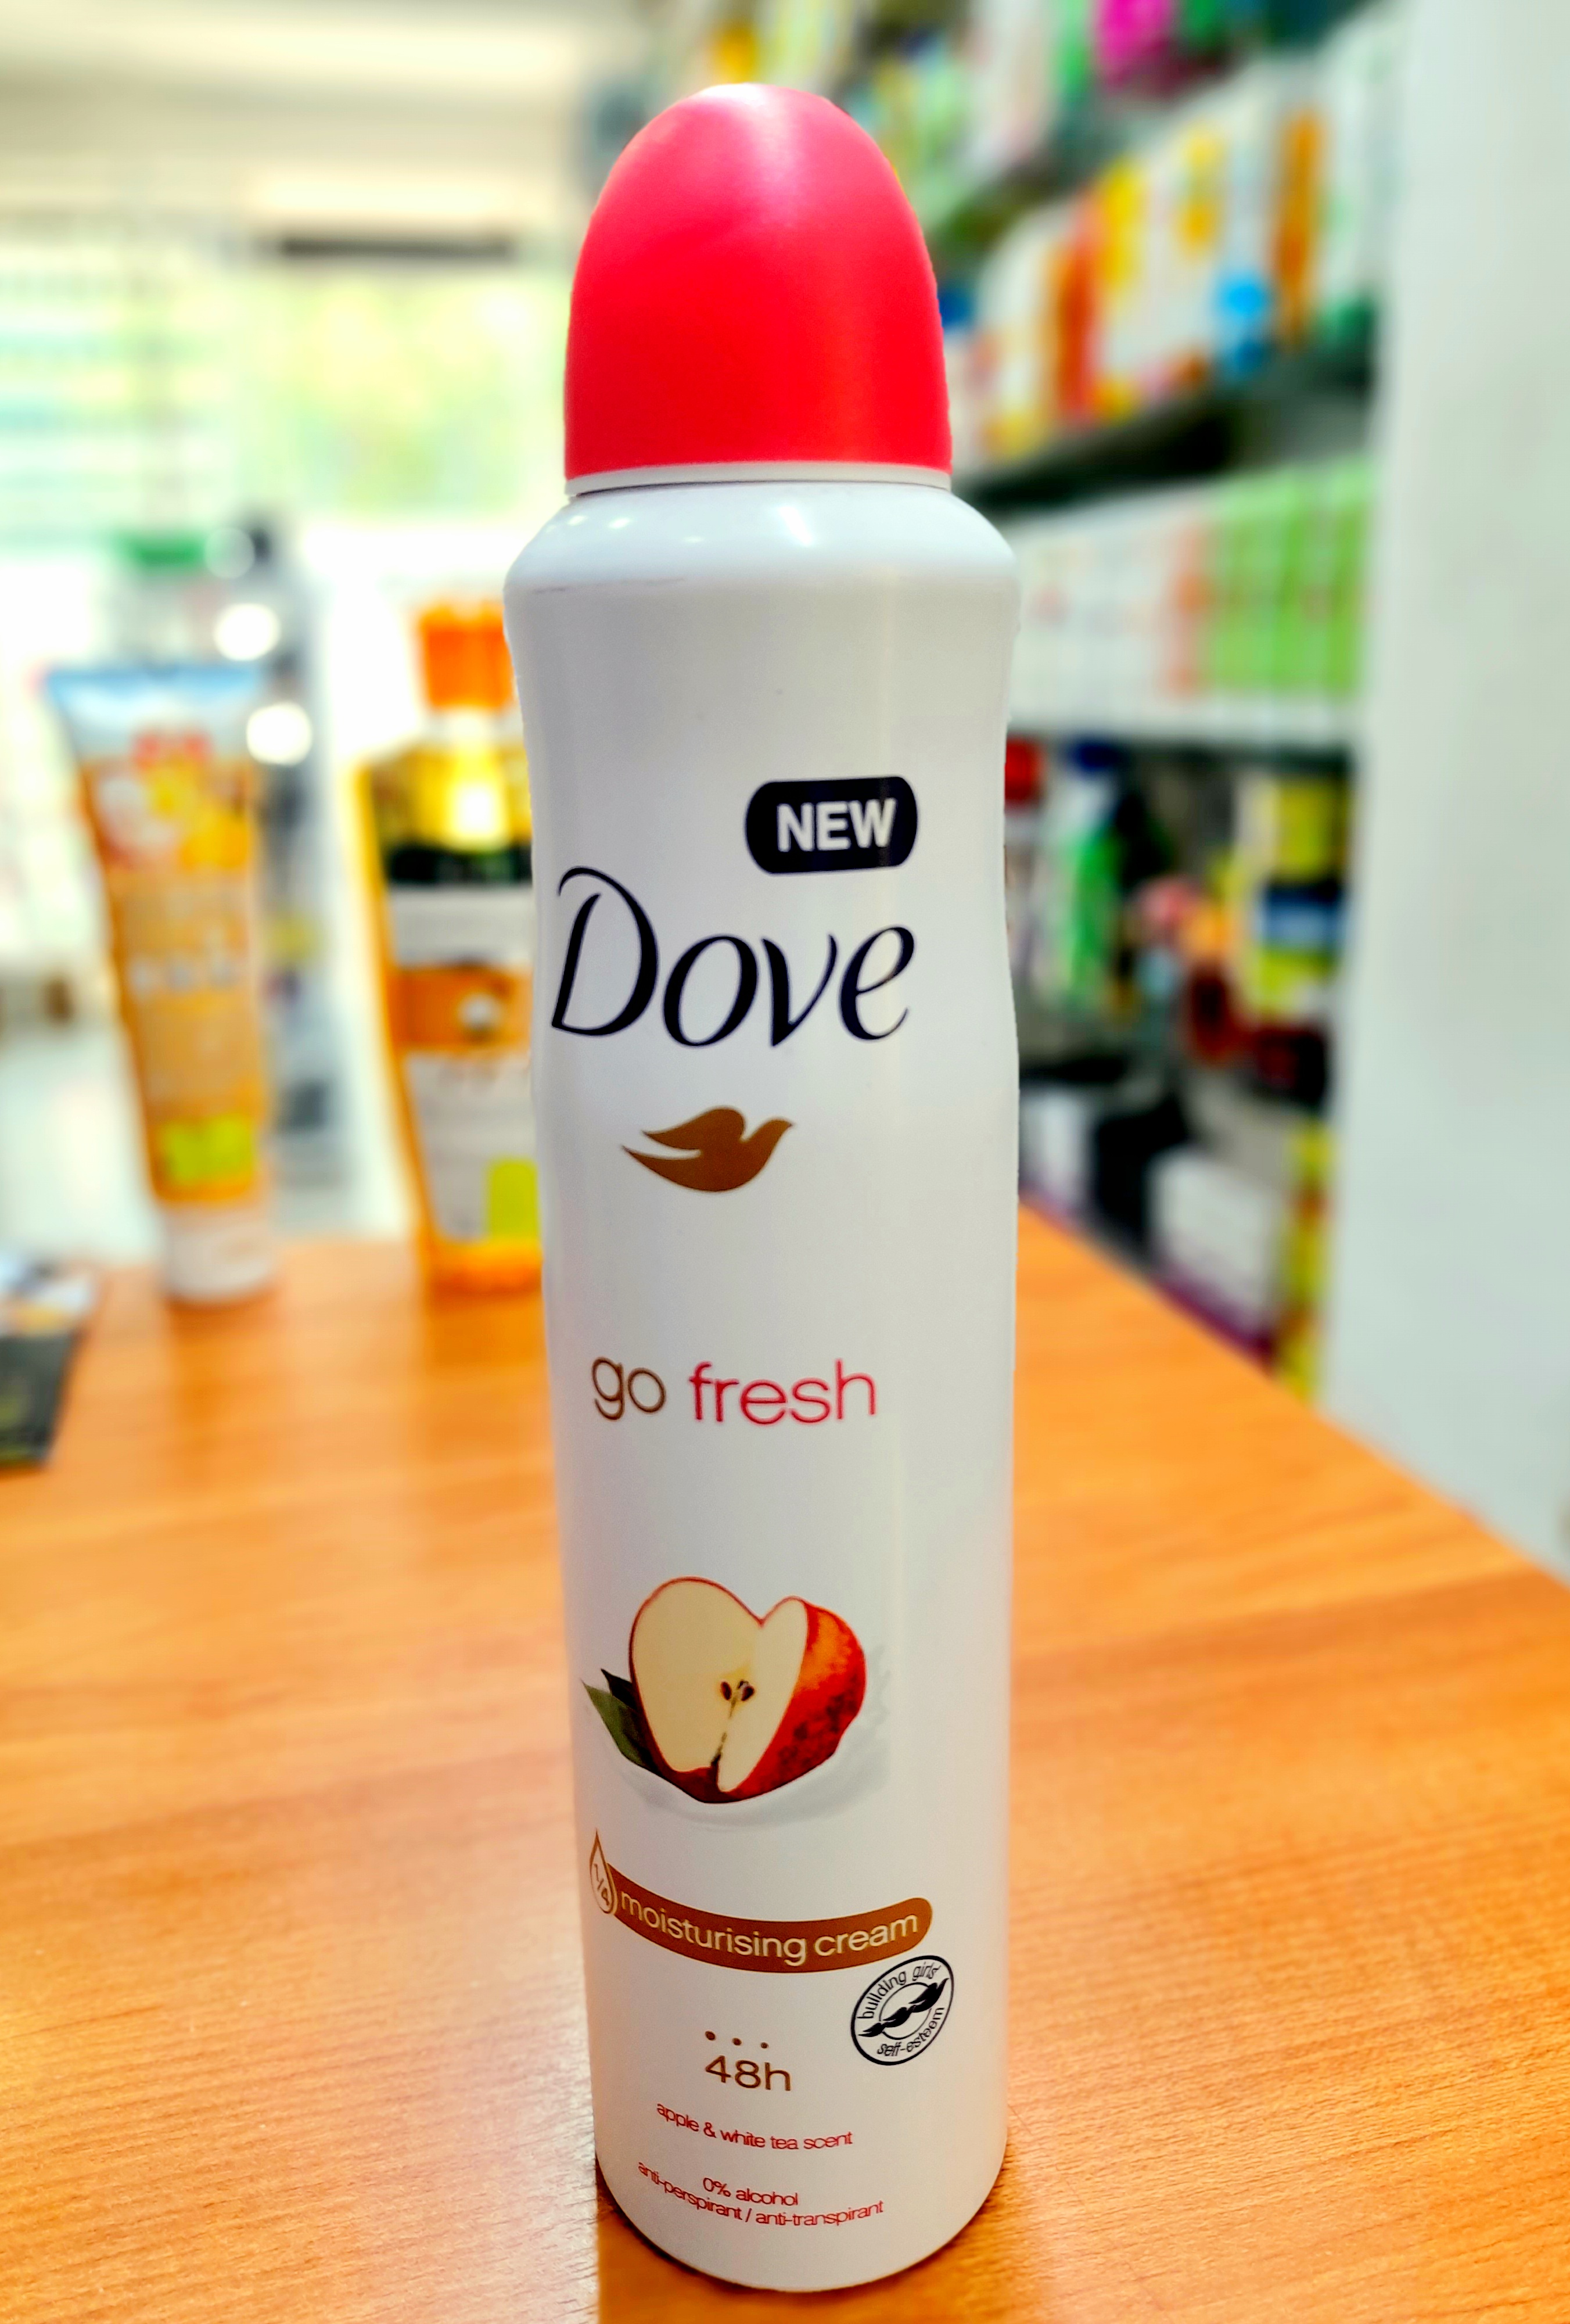 NEW
Dove
go fresh
1/4 moisturising cream
building girls'
self-esteem
48h
apple & white tea scent
0% alcohol
anti-perspirant / anti-transpirant